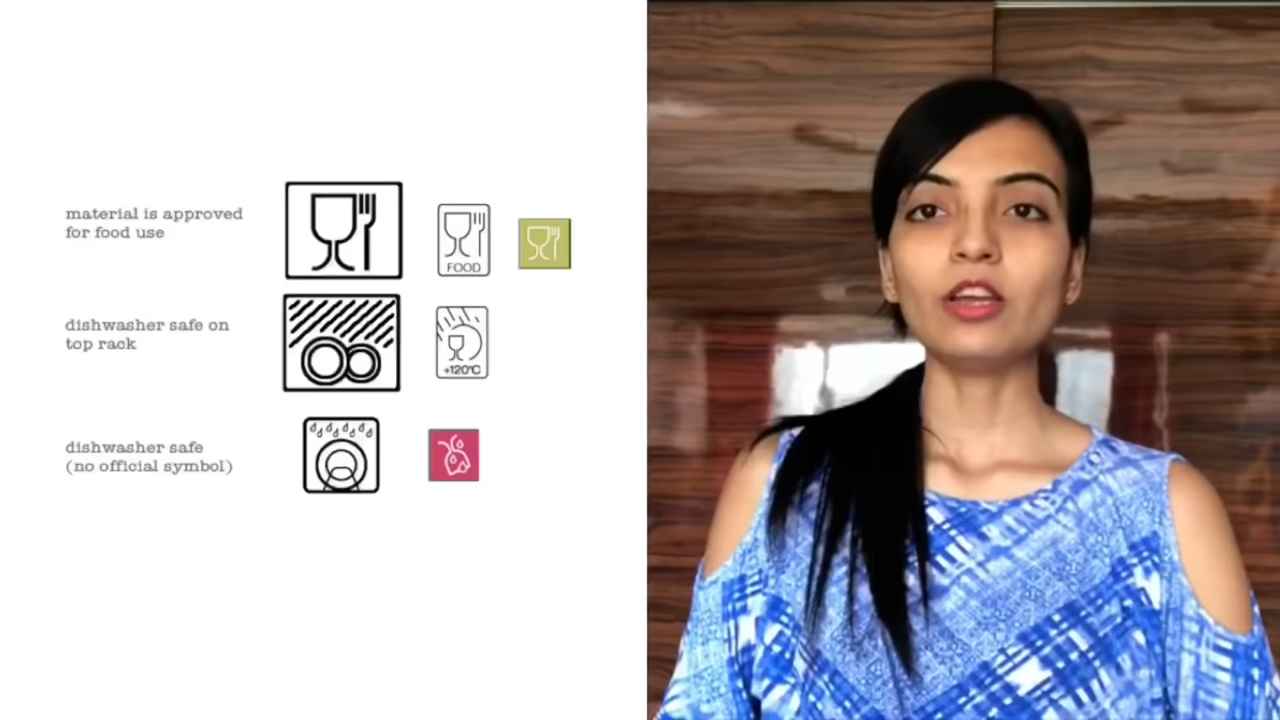 material is approved
for food use
FOOD
dishwasher safe on
top rack
+120°C
dishwasher safe
(no official symbol)